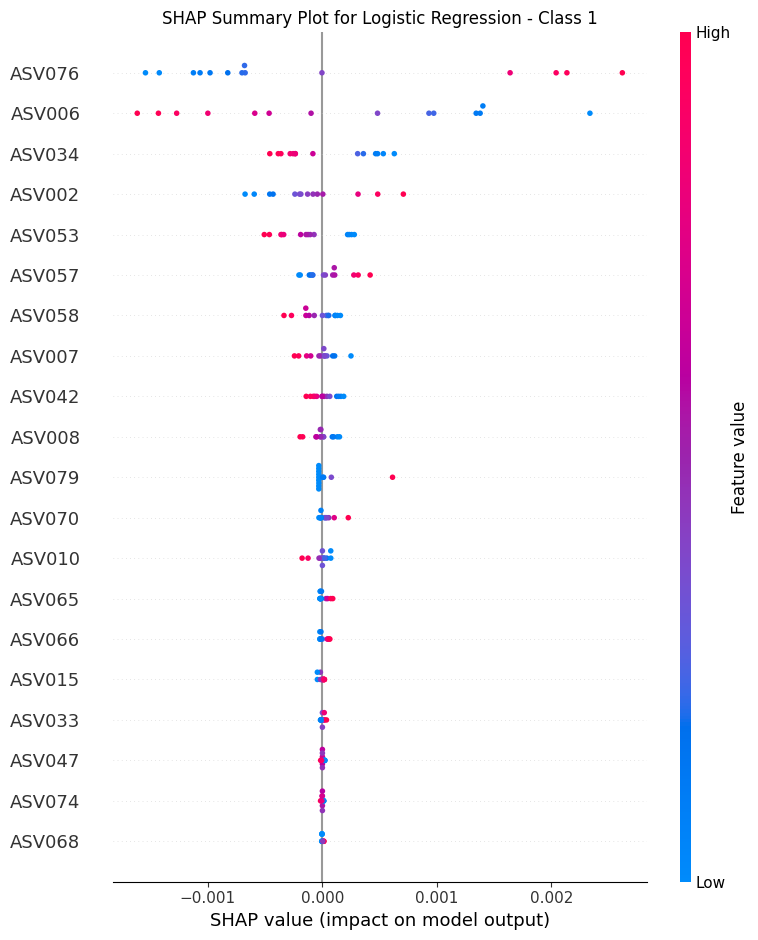 SHAP Summary Plot for Logistic Regression - Class 1
High
ASV076
ASV006
ASV034
ASV002
ASV053
ASV057
ASV058
ASV007
ASV042
ASV008
ASV079
ASV070
ASV010
ASV065
ASV066
ASV015
ASV033
ASV047
ASV074
ASV068
Feature value
Low
−0.001 0.000 0.001 0.002
SHAP value (impact on model output)